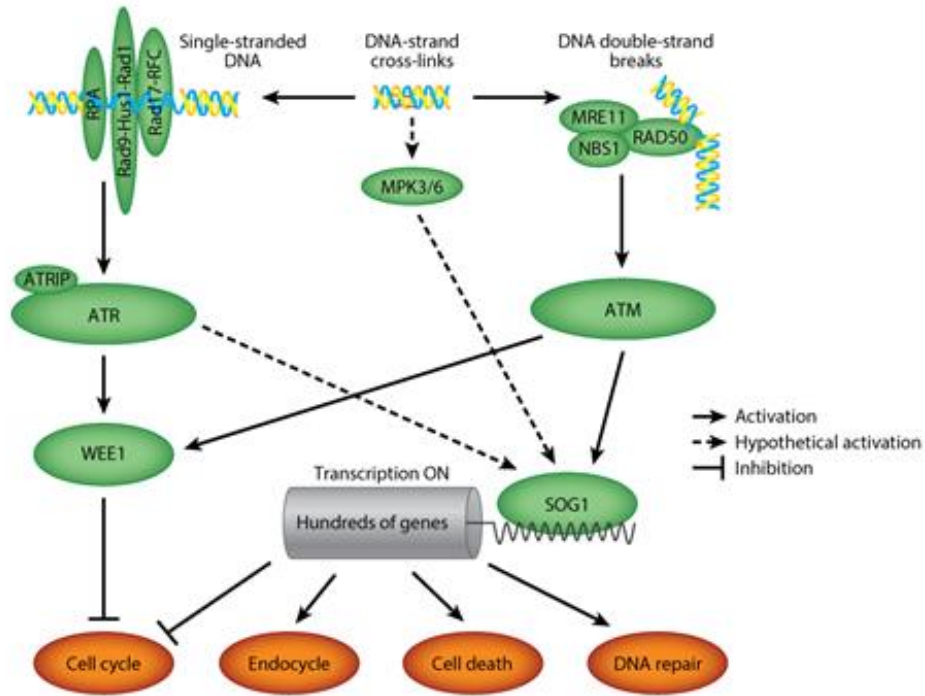 Single-stranded
DNA
DNA-strand
cross-links
DNA double-strand
breaks
RPA
Rad9-Hus1-Rad1
Rad17-RFC
MRE11
RAD50
NBS1
MPK3/6
ATRIP
ATR
ATM
WEE1
Activation
Hypothetical activation
Inhibition
Transcription ON
Hundreds of genes
SOG1
Cell cycle
Endocycle
Cell death
DNA repair